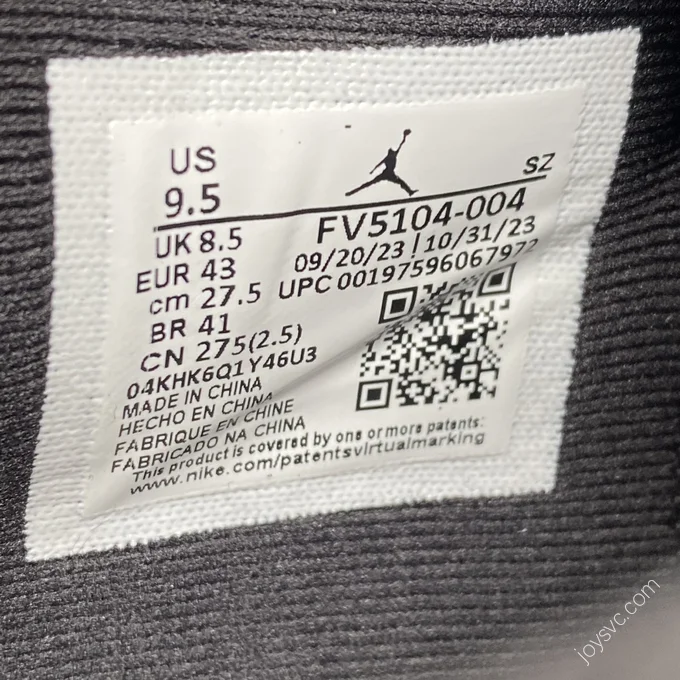 US
9.5
SZ
FV5104-004
UK 8.5
09/20/23 | 10/31/23
EUR 43
UPC 00197596067972
cm 27.5
BR 41
CN 275(2.5)
04KHK6Q1Y46U3
MADE IN CHINA
HECHO EN CHINA
FABRIQUE EN CHINE
FABRICADO NA CHINA
This product is covered by one or more patents:
www.nike.com/patentsvirtualmarking
joysvc.com